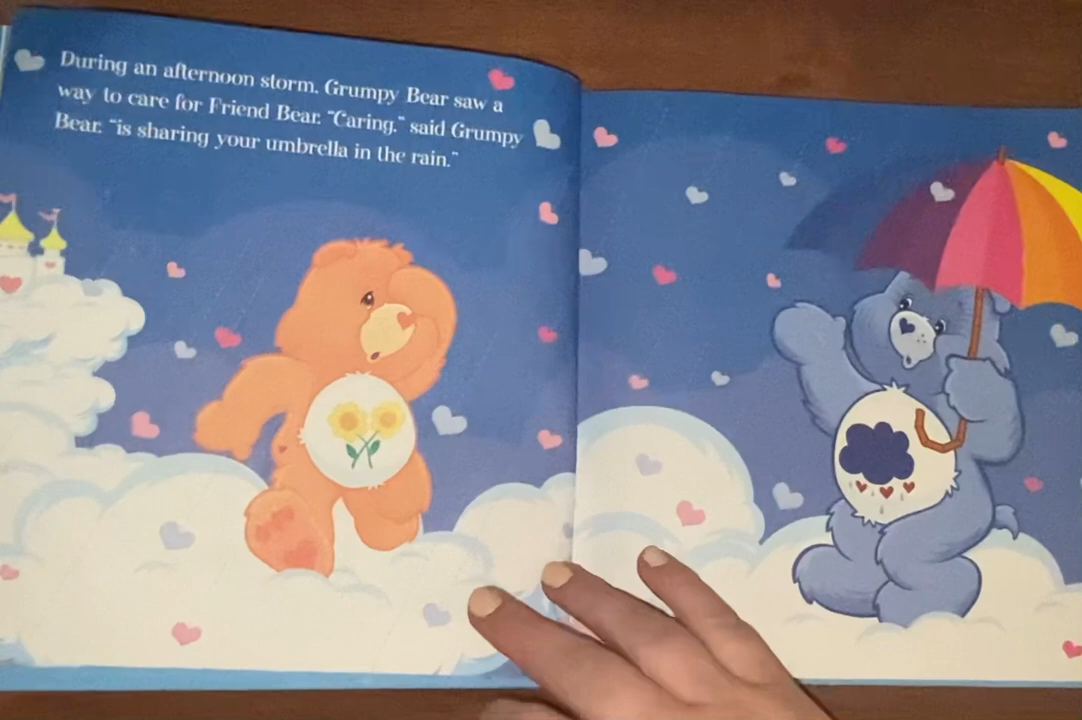 During an afternoon storm, Grumpy Bear saw a
way to care for Friend Bear. "Caring," said Grumpy
Bear, "is sharing your umbrella in the rain."